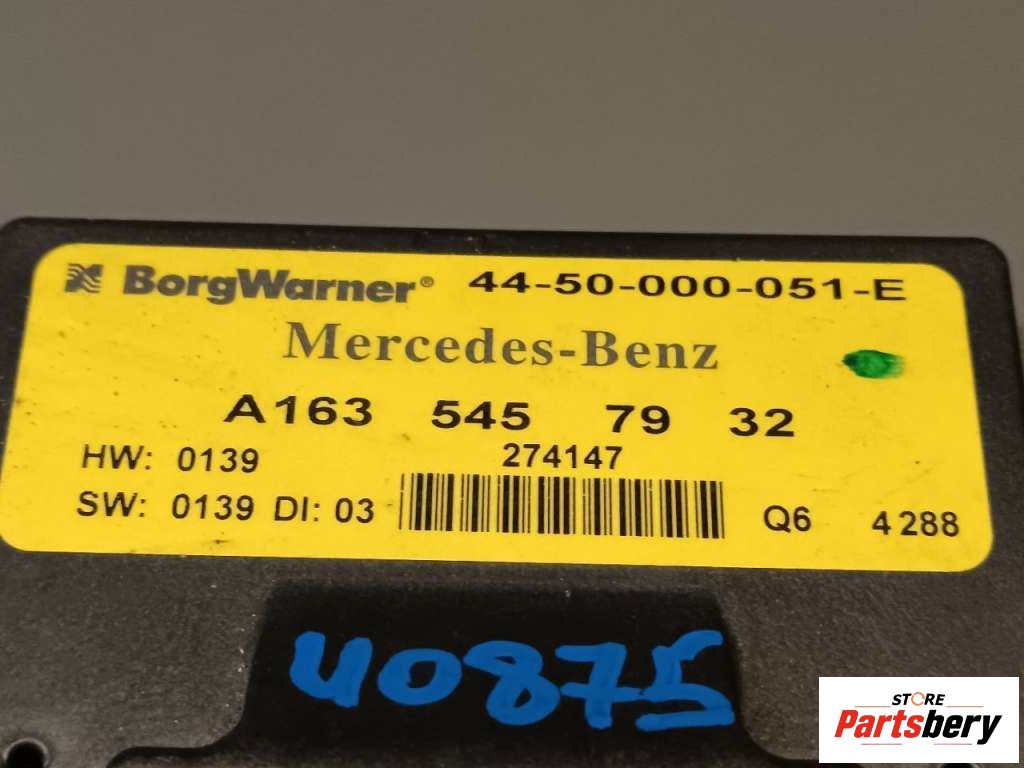 BorgWarner® 44-50-000-051-E
Mercedes-Benz
A163 545 79 32
HW: 0139 274147
SW: 0139 DI: 03 Q6 4288
40875
STORE
Partsbery